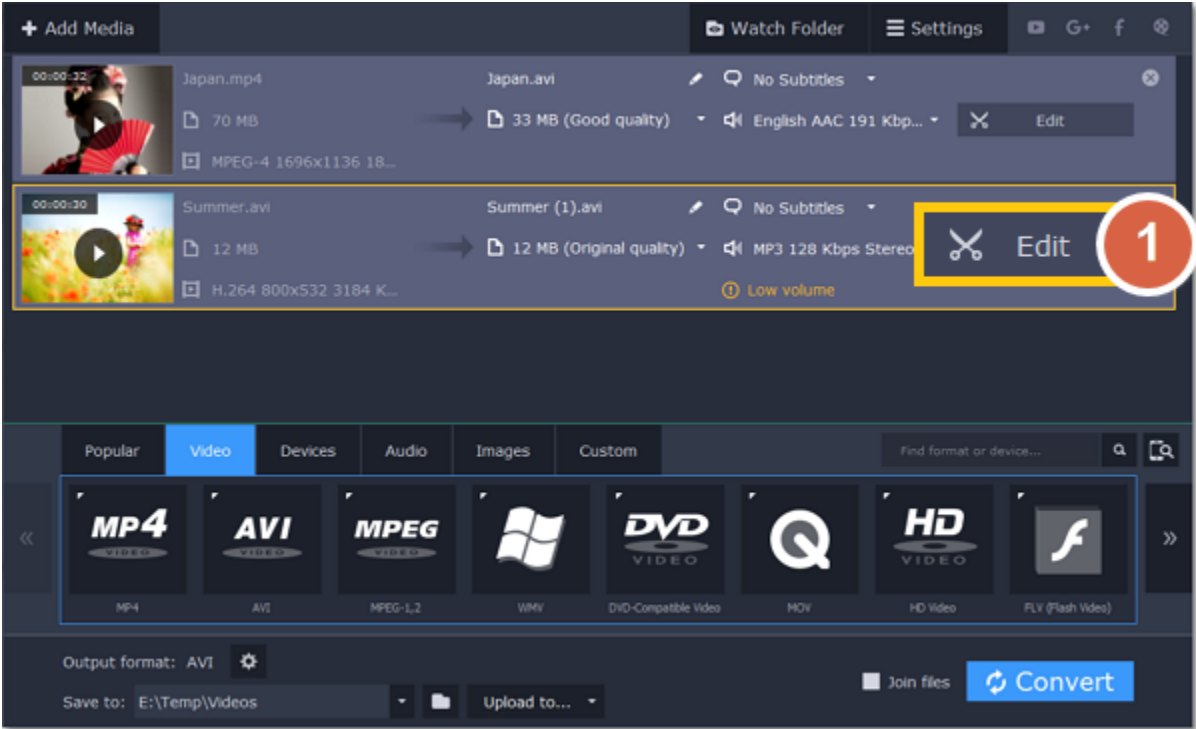 Add Media
Watch Folder
Settings
G+
f
00:00:32
Japan.mp4
Japan.avi
No Subtitles
70 MB
33 MB (Good quality)
English AAC 191 Kbp...
Edit
MPEG-4 1696x1136 18...
00:00:30
Summer.avi
Summer (1).avi
No Subtitles
12 MB
12 MB (Original quality)
MP3 128 Kbps Stereo
Edit
1
H.264 800x532 3184 K...
Low volume
Popular
Video
Devices
Audio
Images
Custom
Find format or device...
MP4
VIDEO
AVI
VIDEO
MPEG
VIDEO
DVD
VIDEO
HD
VIDEO
MP4
AVI
MPEG-1,2
WMV
DVD-Compatible Video
MOV
HD Video
FLV (Flash Video)
Output format: AVI
Join files
Convert
Save to: E:\Temp\Videos
Upload to...